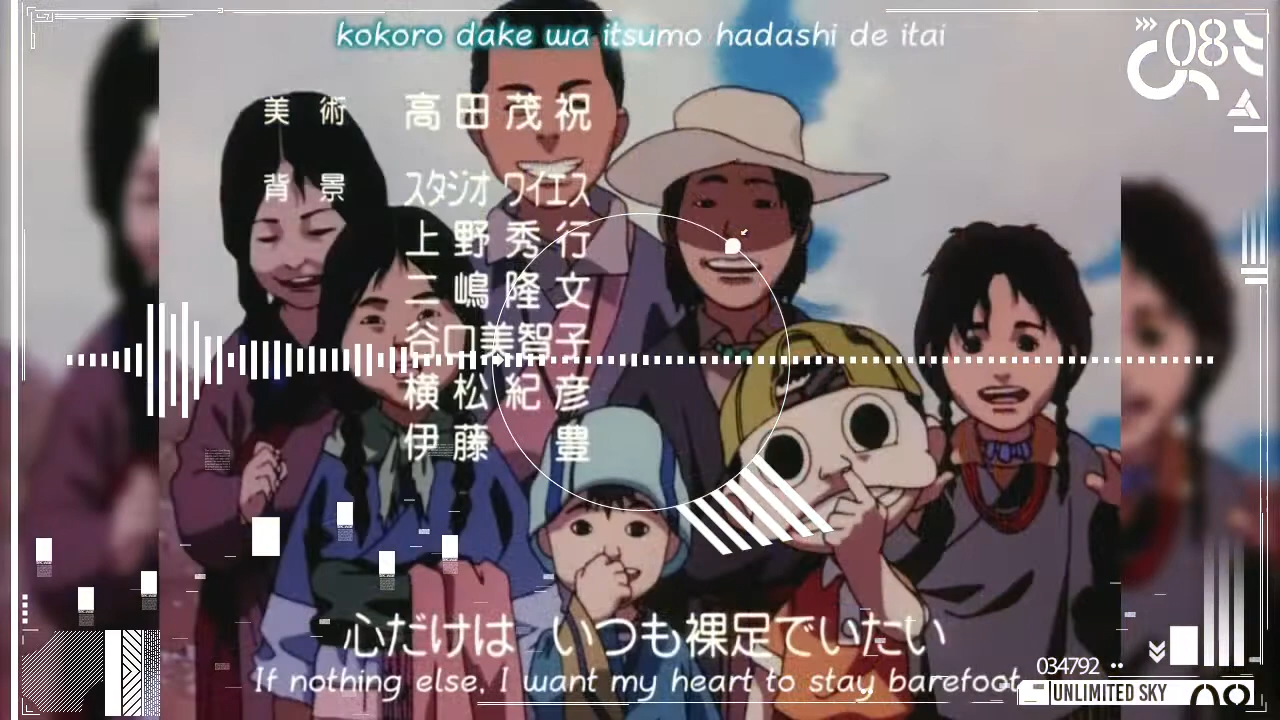 kokoro dake wa itsumo hadashi de itai
08
美術 高田茂祝
背景 スタジオ ワイエス
上野秀行
二嶋隆文
谷口美智子
横松紀彦
伊藤 豊
心だけは いつも裸足でいたい
If nothing else, I want my heart to stay barefoot
034792
UNLIMITED SKY